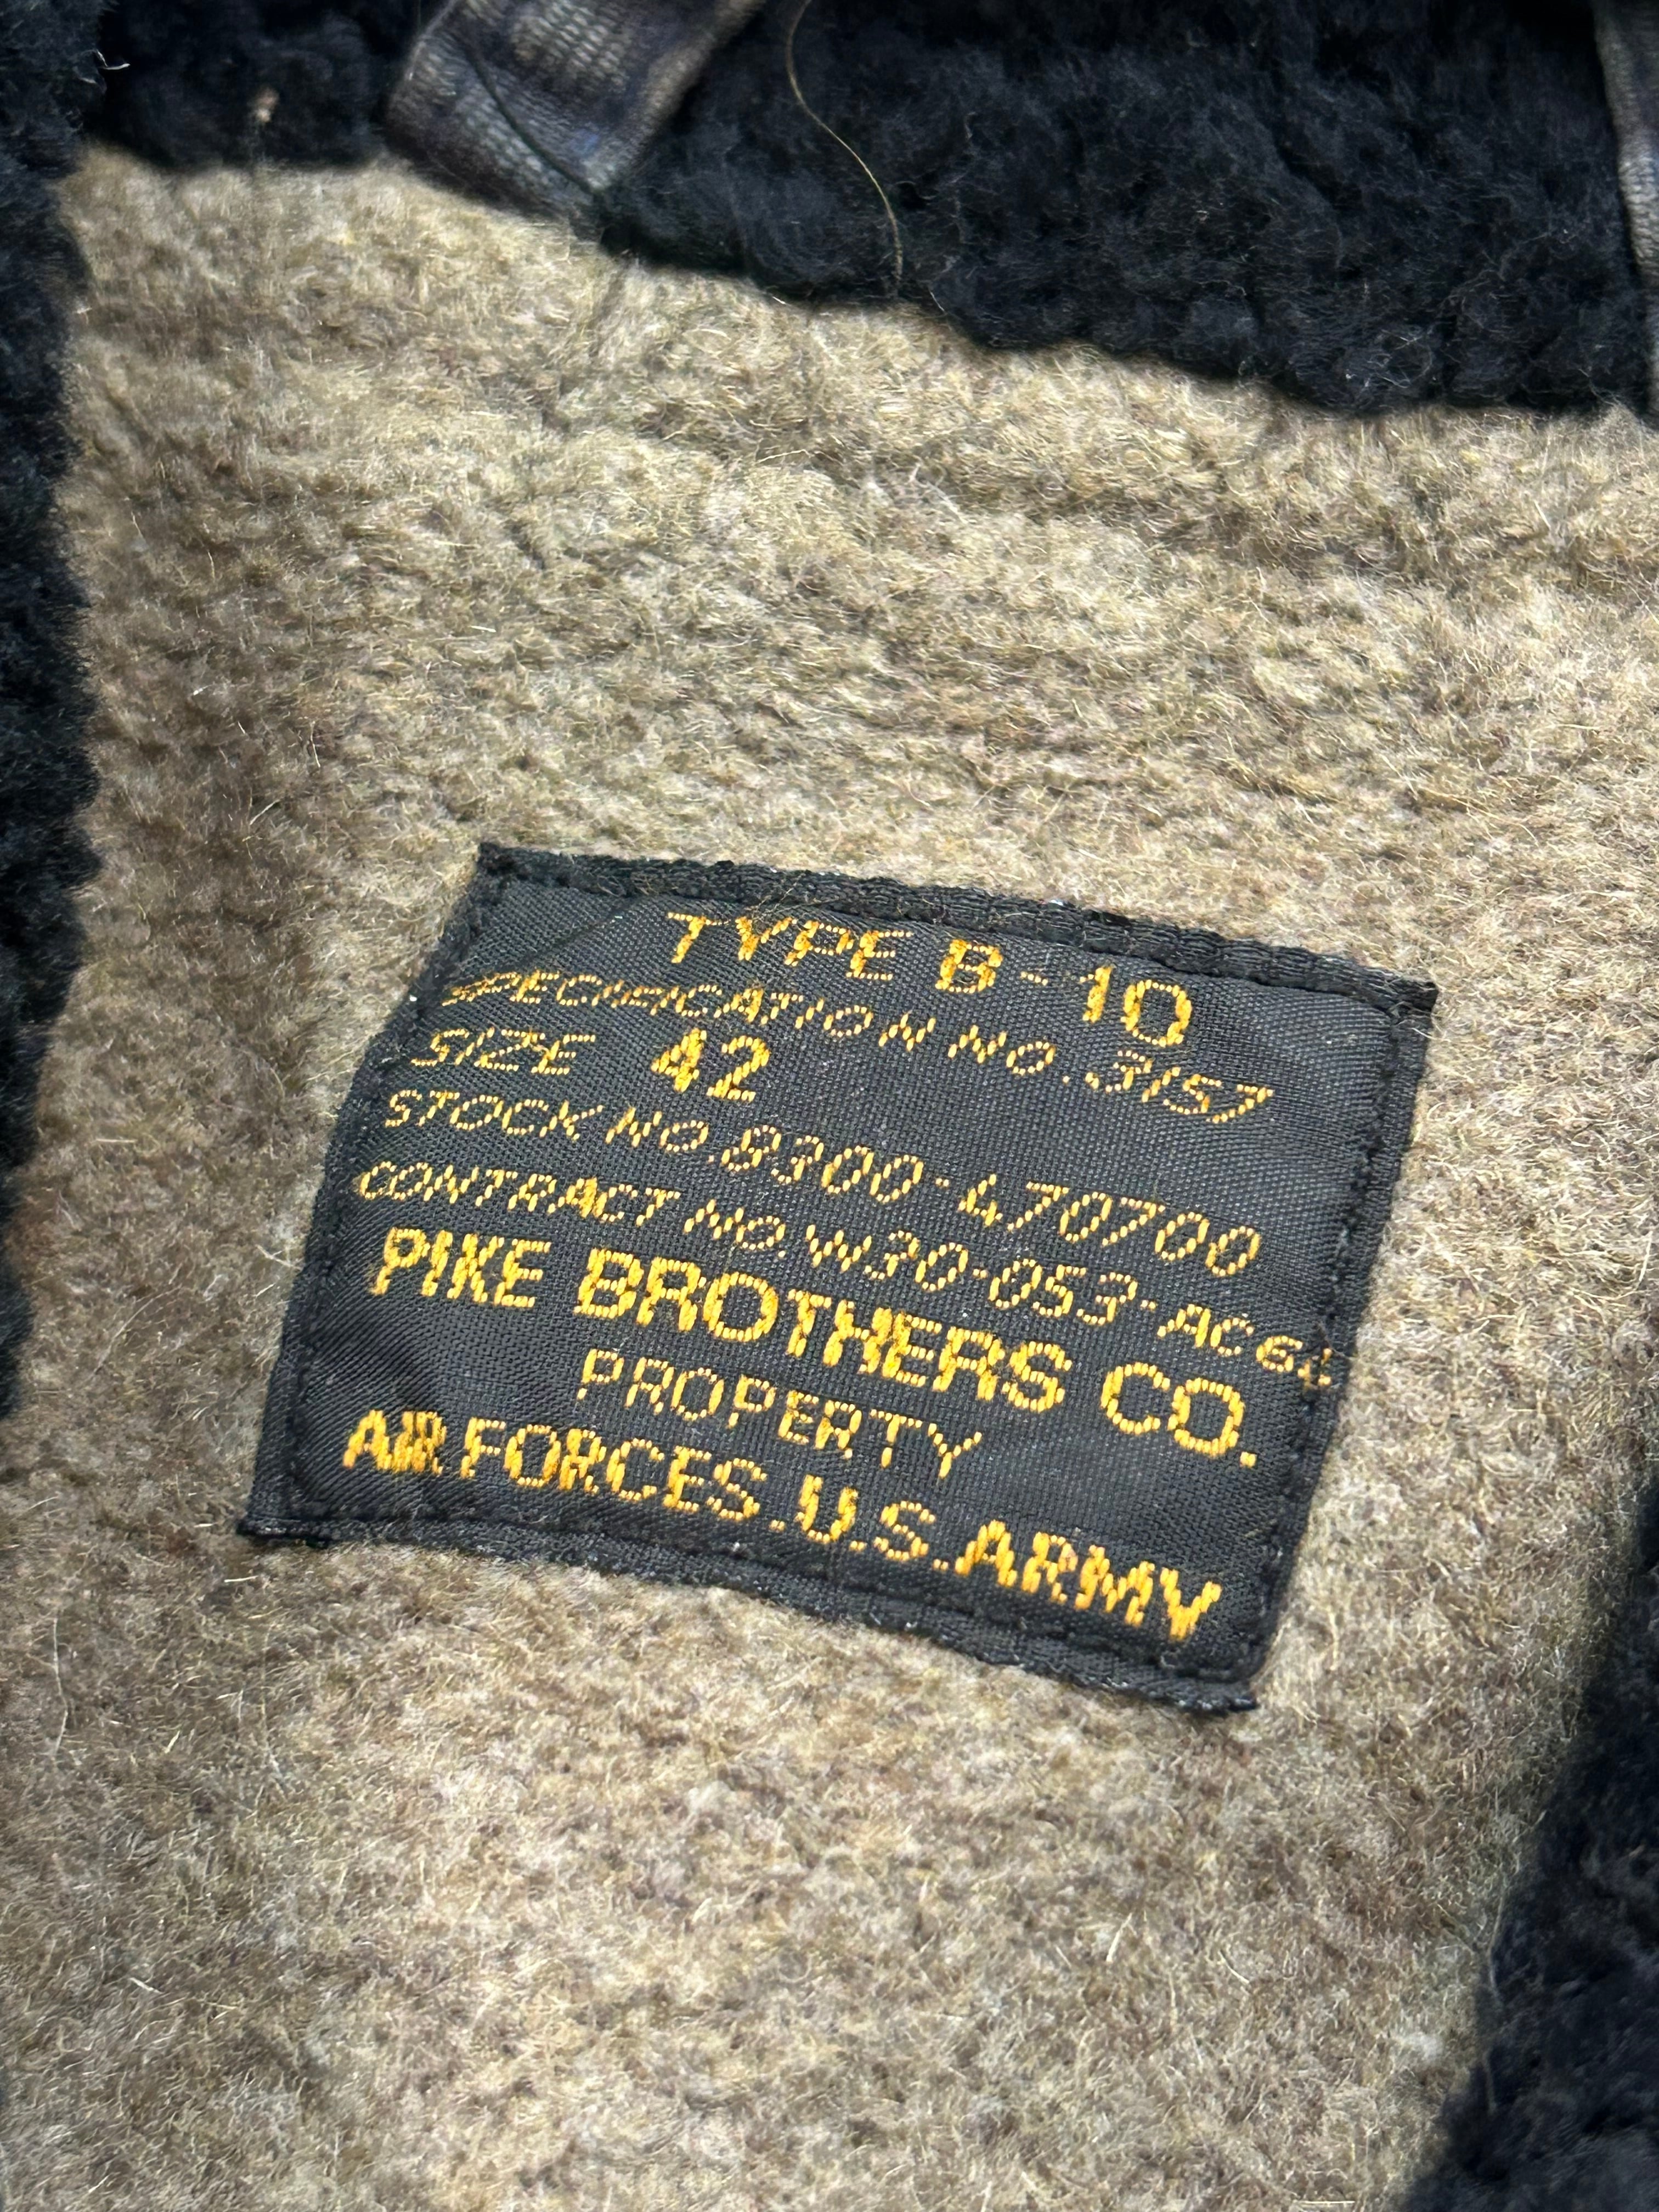 TYPE B-10
SPECIFICATION NO. 3157
SIZE 42
STOCK NO. 8300-470700
CONTRACT NO. W30-053-AC
PIKE BROTHERS CO.
PROPERTY
AIR FORCES. U.S. ARMY